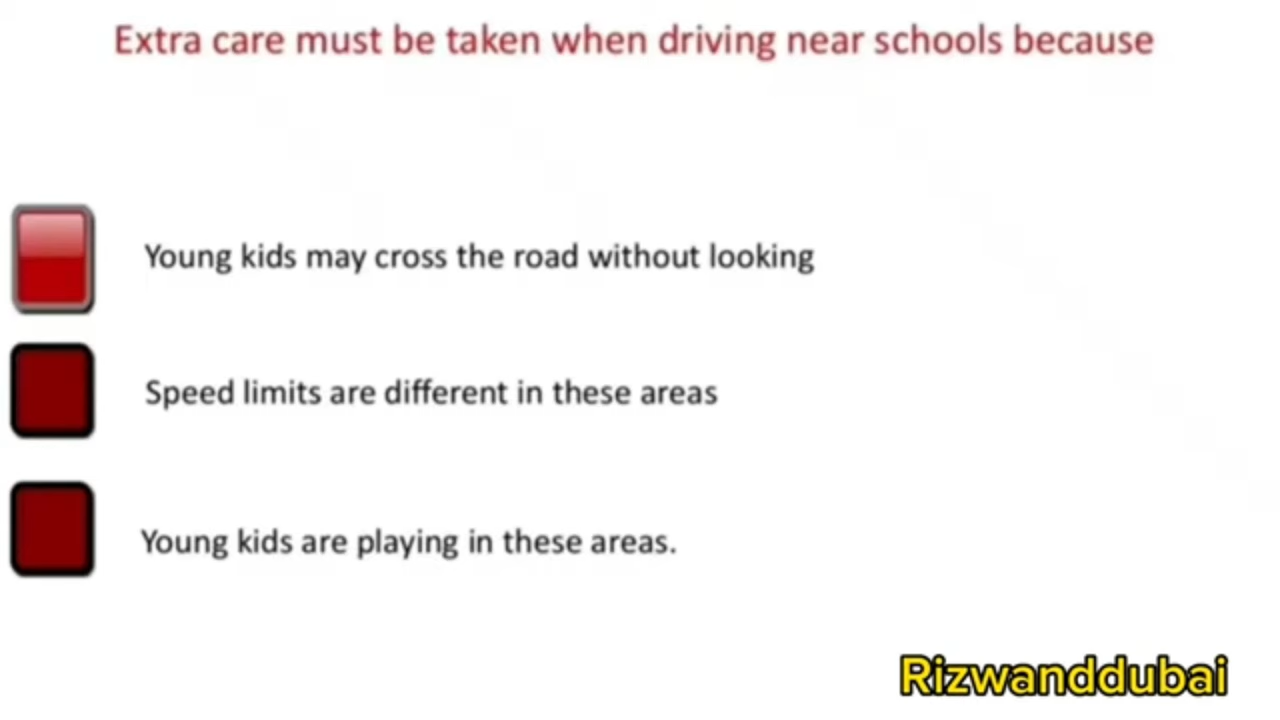 Extra care must be taken when driving near schools because
Young kids may cross the road without looking
Speed limits are different in these areas
Young kids are playing in these areas.
Rizwanddubai